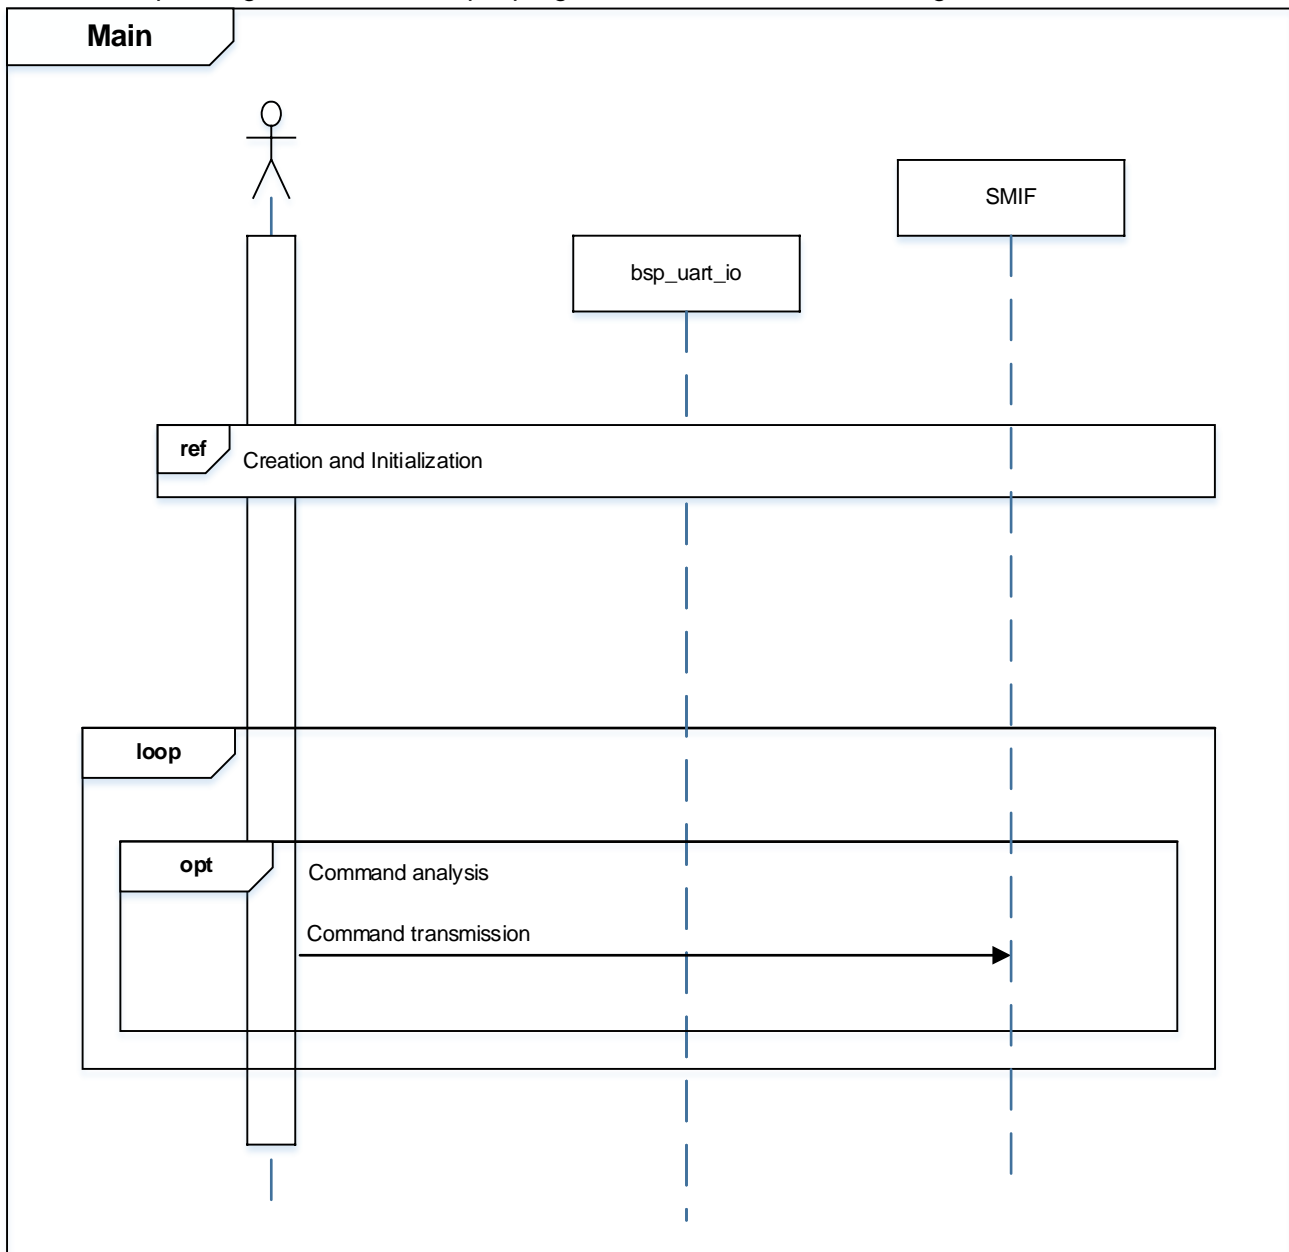 Main
SMIF
bsp_uart_io
ref
Creation and Initialization
loop
opt
Command analysis
Command transmission